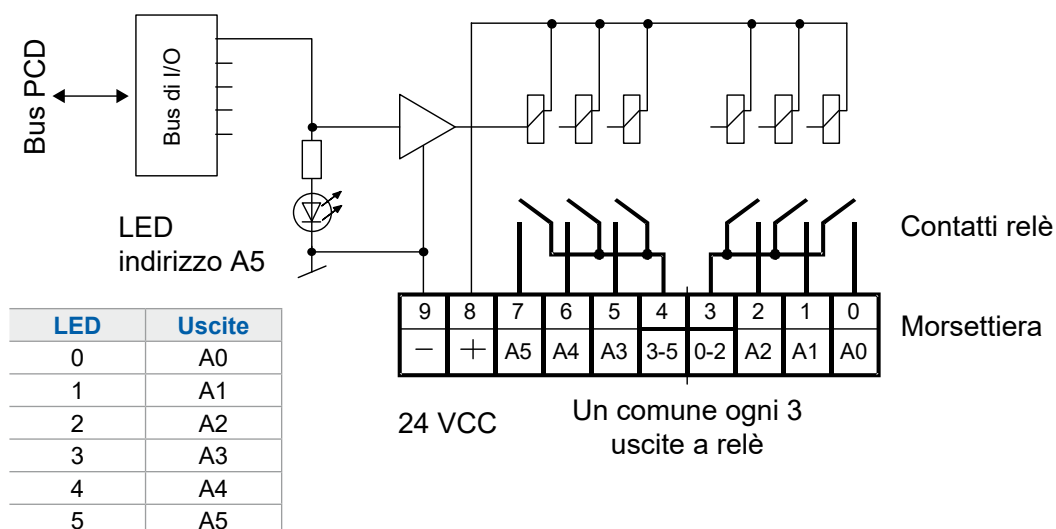 Bus PCD
Bus di I/O
LED
indirizzo A5
Contatti relè
9 8 7 6 5 4 3 2 1 0
− + A5 A4 A3 3-5 0-2 A2 A1 A0
Morsettiera
24 VCC
Un comune ogni 3
uscite a relè
LED Uscite
0 A0
1 A1
2 A2
3 A3
4 A4
5 A5